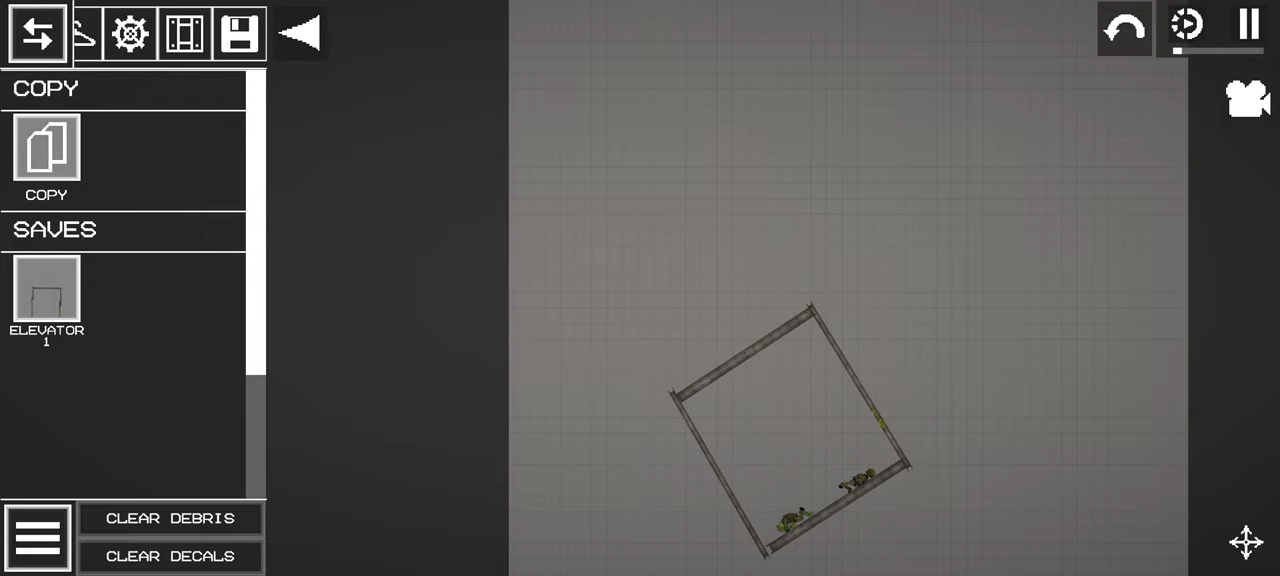 COPY
COPY
SAVES
ELEVATOR
1
CLEAR DEBRIS
CLEAR DECALS